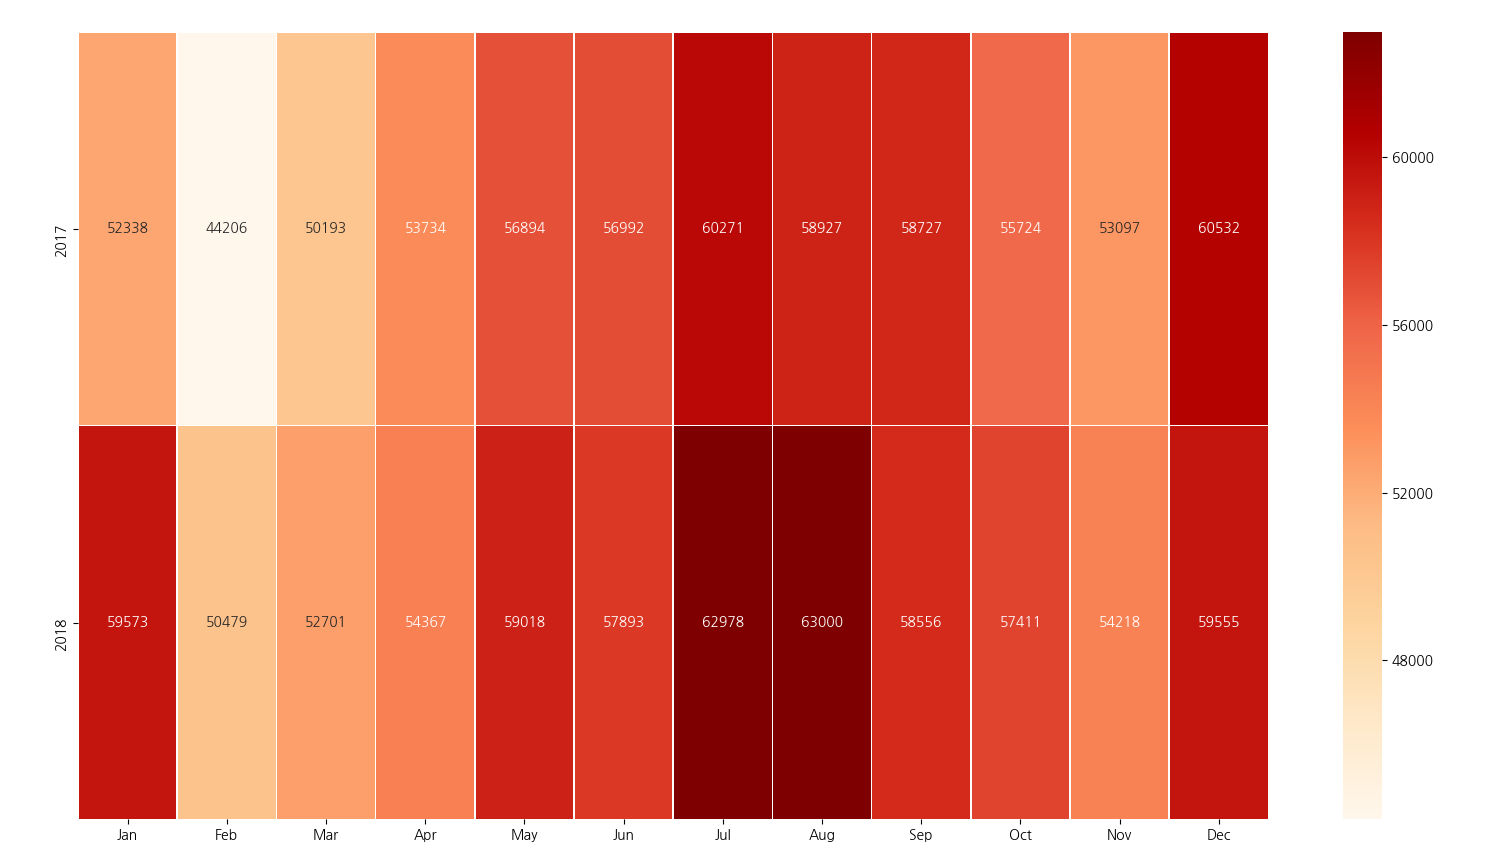 2017
52338 44206 50193 53734 56894 56992 60271 58927 58727 55724 53097 60532
2018
59573 50479 52701 54367 59018 57893 62978 63000 58556 57411 54218 59555
Jan Feb Mar Apr May Jun Jul Aug Sep Oct Nov Dec
60000
56000
52000
48000